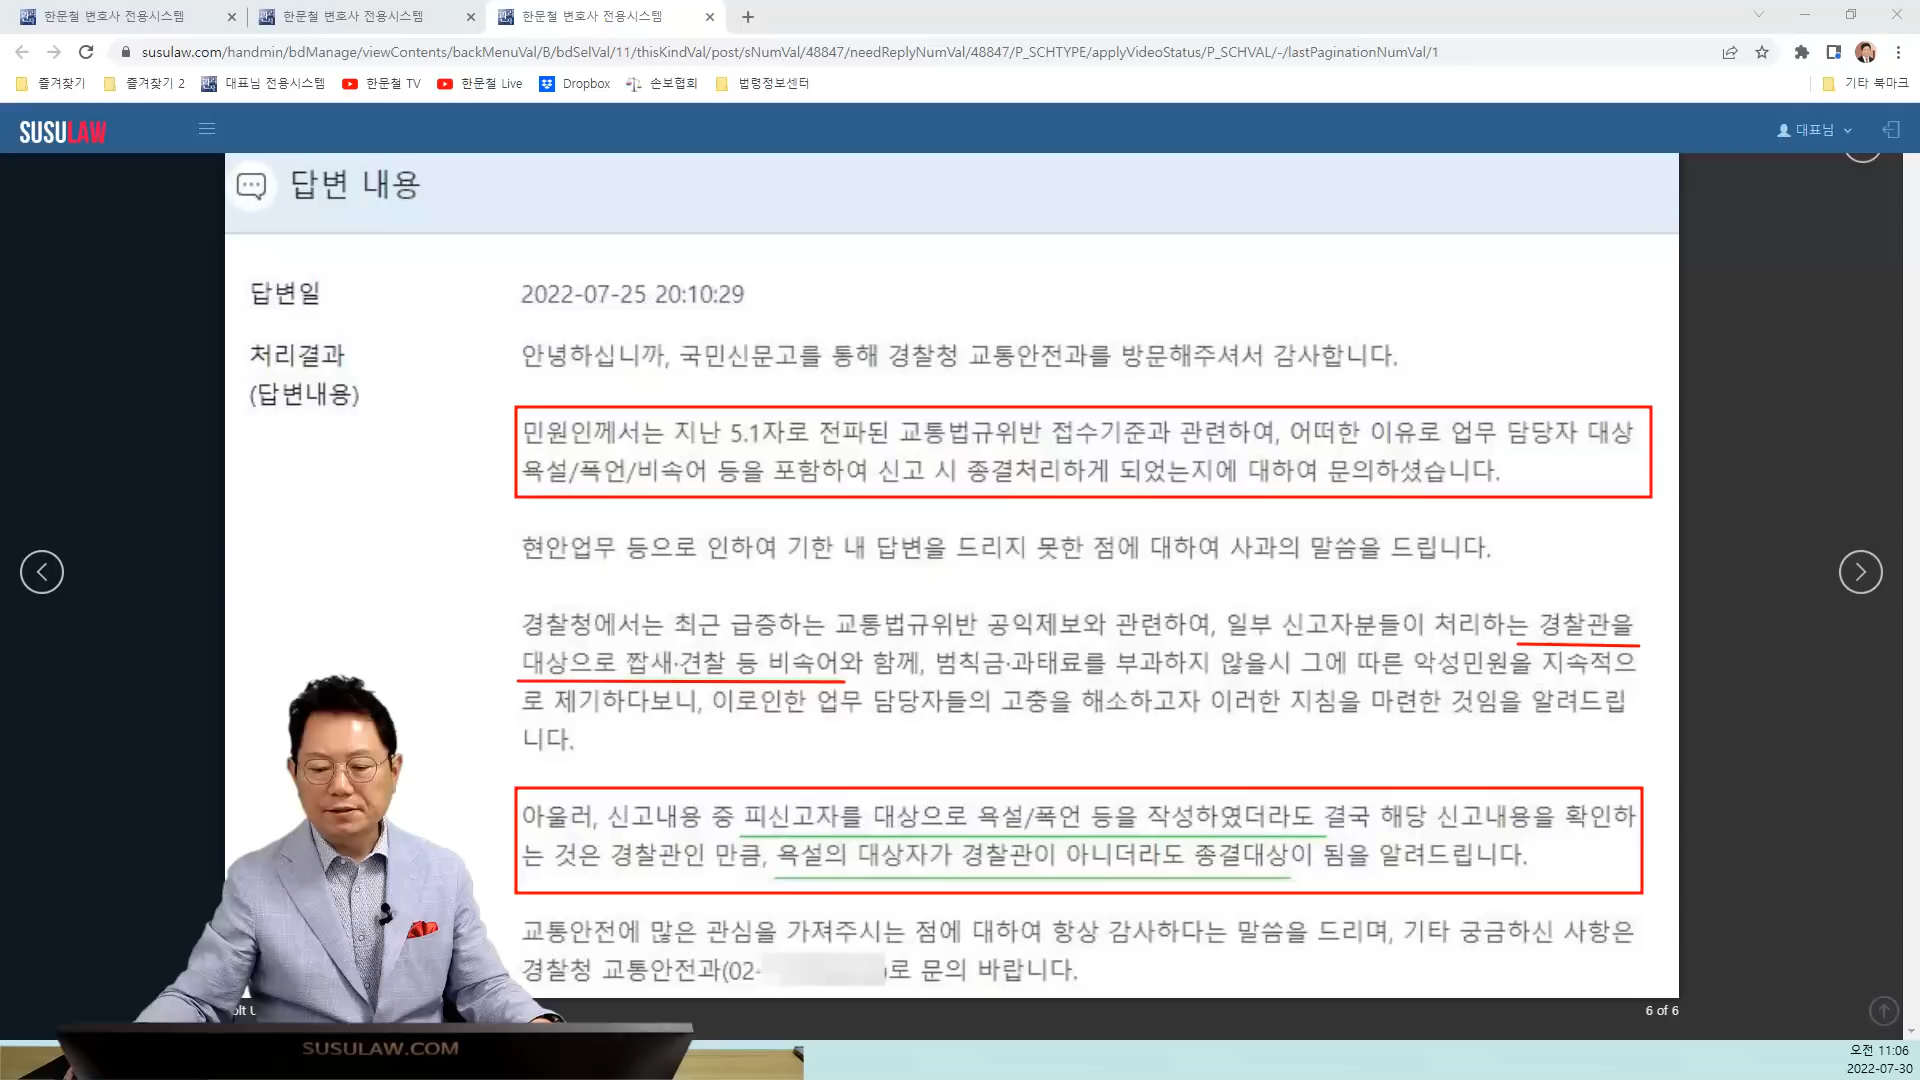 한문철 변호사 전용시스템
한문철 변호사 전용시스템
한문철 변호사 전용시스템
susulaw.com/handmin/bdManage/viewContents/backMenuVal/B/bdSelVal/11/thisKindVal/post/sNumVal/48847/needReplyNumVal/48847/P_SCHTYPE/applyVideoStatus/P_SCHVAL/-/lastPaginationNumVal/1
즐겨찾기 즐겨찾기 2 대표님 전용시스템 한문철 TV 한문철 Live Dropbox 손보협회 법령정보센터 기타 북마크
SUSULAW 대표님
답변 내용
답변일 2022-07-25 20:10:29
처리결과 안녕하십니까, 국민신문고를 통해 경찰청 교통안전과를 방문해주셔서 감사합니다.
(답변내용)
민원인께서는 지난 5.1자로 전파된 교통법규위반 접수기준과 관련하여, 어떠한 이유로 업무 담당자 대상
욕설/폭언/비속어 등을 포함하여 신고 시 종결처리하게 되었는지에 대하여 문의하셨습니다.
현안업무 등으로 인하여 기한 내 답변을 드리지 못한 점에 대하여 사과의 말씀을 드립니다.
경찰청에서는 최근 급증하는 교통법규위반 공익제보와 관련하여, 일부 신고자분들이 처리하는 경찰관을
대상으로 짭새·견찰 등 비속어와 함께, 범칙금·과태료를 부과하지 않을시 그에 따른 악성민원을 지속적으
로 제기하다보니, 이로인한 업무 담당자들의 고충을 해소하고자 이러한 지침을 마련한 것임을 알려드립
니다.
아울러, 신고내용 중 피신고자를 대상으로 욕설/폭언 등을 작성하였더라도 결국 해당 신고내용을 확인하
는 것은 경찰관인 만큼, 욕설의 대상자가 경찰관이 아니더라도 종결대상이 됨을 알려드립니다.
교통안전에 많은 관심을 가져주시는 점에 대하여 항상 감사하다는 말씀을 드리며, 기타 궁금하신 사항은
경찰청 교통안전과(02- )로 문의 바랍니다.
6 of 6
SUSULAW.COM
오전 11:06
2022-07-30